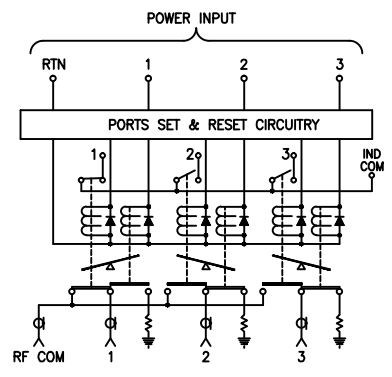 POWER INPUT
RTN 1 2 3
PORTS SET & RESET CIRCUITRY
1 2 3 IND
COM
RF COM 1 2 3